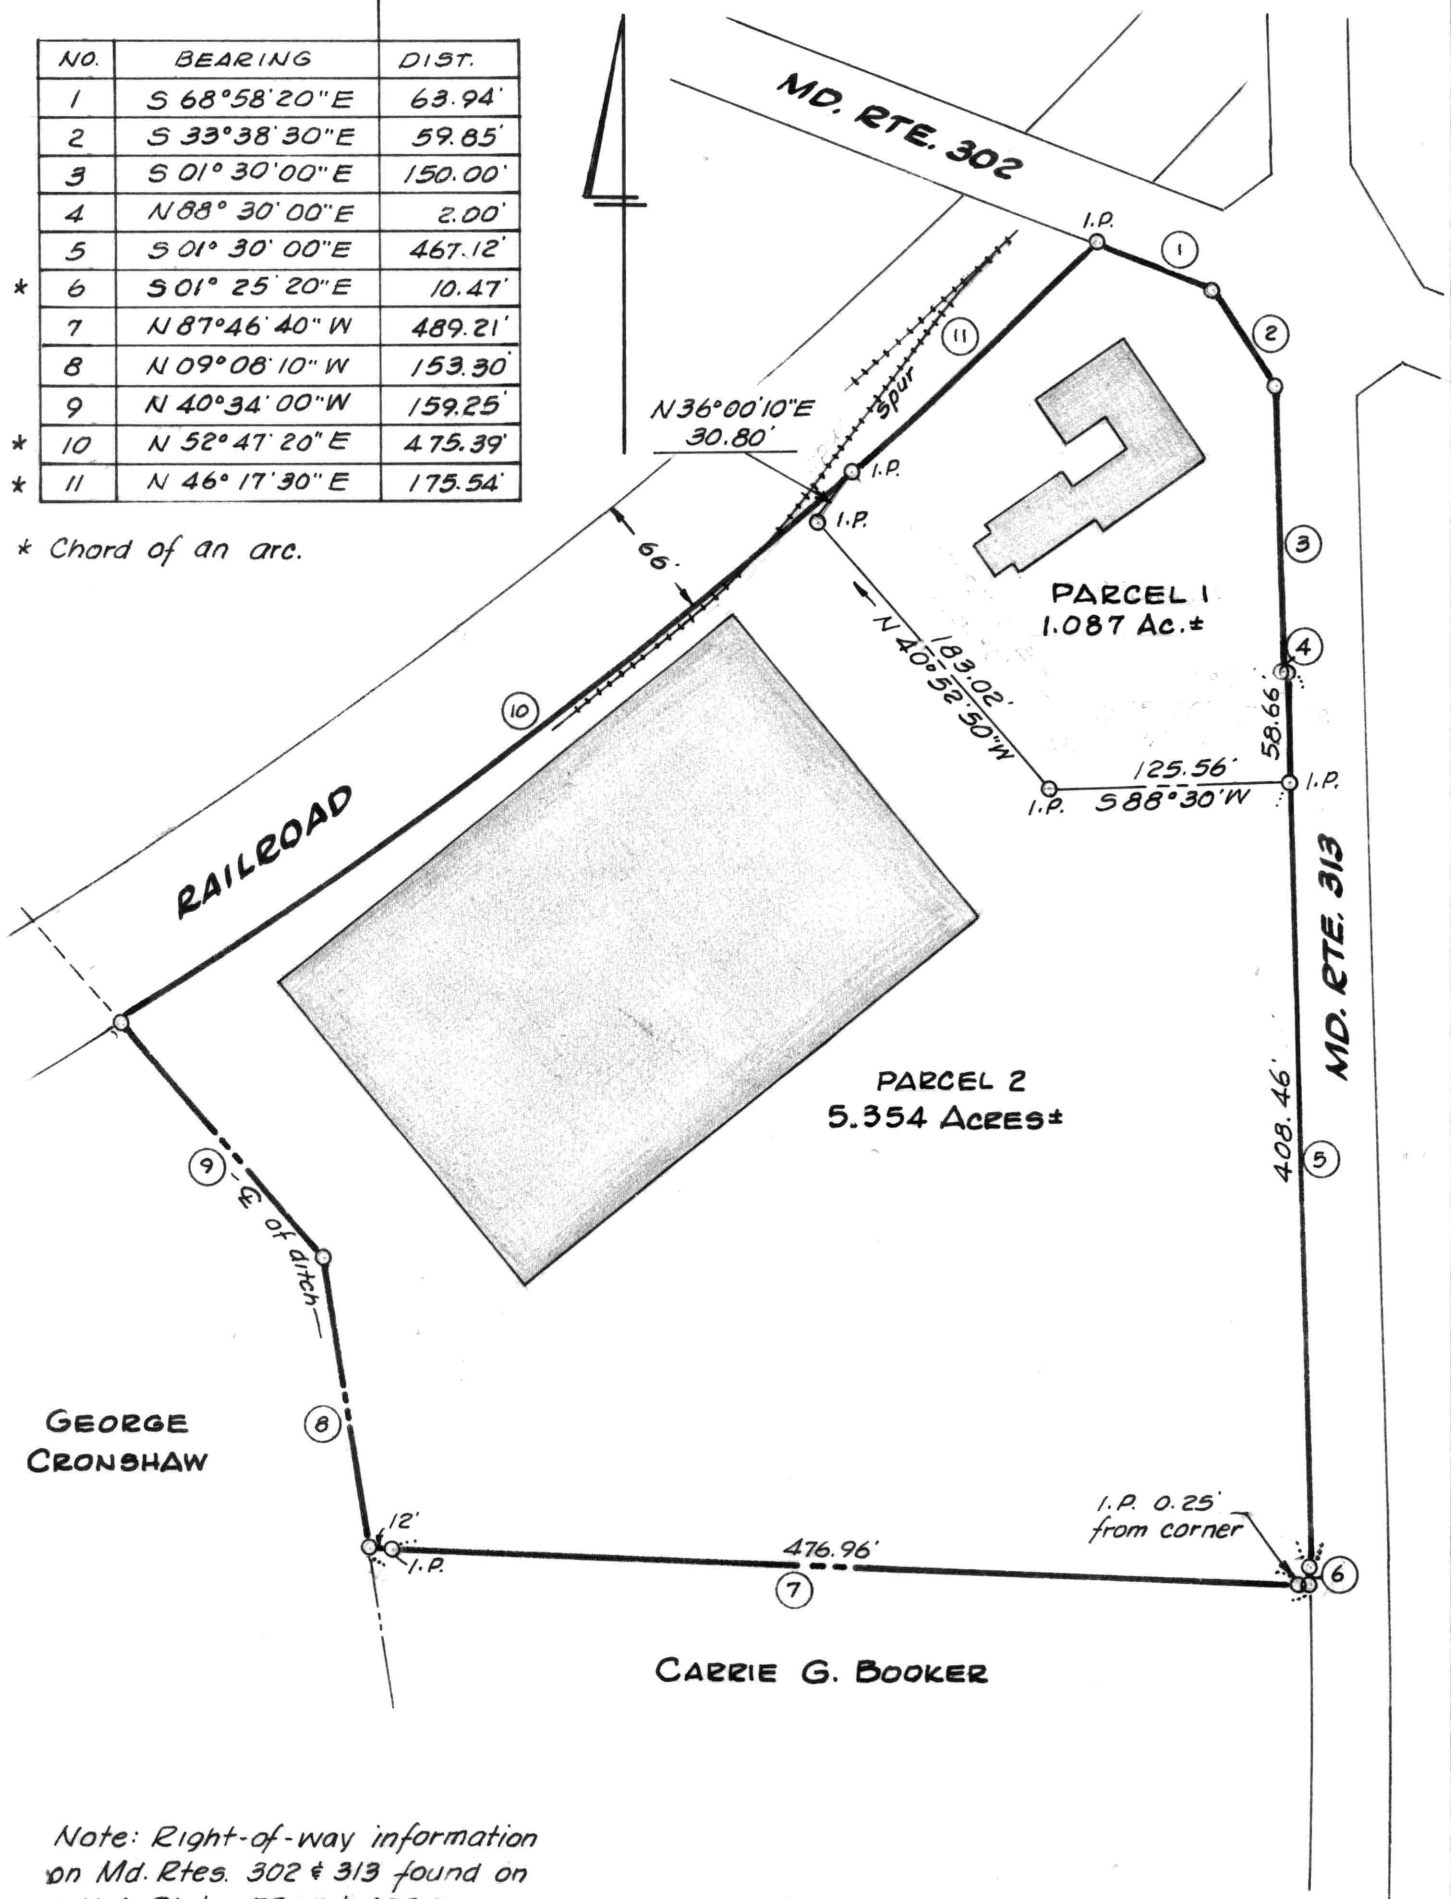 NO. BEARING DIST.
1 S 68°58'20"E 63.94'
2 S 33°38'30"E 59.85'
3 S 01°30'00"E 150.00'
4 N 88°30'00"E 2.00'
5 S 01°30'00"E 467.12'
* 6 S 01°25'20"E 10.47'
7 N 87°46'40"W 489.21'
8 N 09°08'10"W 153.30'
9 N 40°34'00"W 159.25'
* 10 N 52°47'20"E 475.39'
* 11 N 46°17'30"E 175.54'
* Chord of an arc.
MD. RTE. 302
I.P.
1
2
11
Spur
N36°00'10"E
30.80'
I.P.
I.P.
66'
3
PARCEL 1
1.087 Ac.±
4
58.66'
183.02'
N 40°52'50"W
10
125.56'
S88°30'W
I.P.
I.P.
RAILROAD
MD. RTE. 313
PARCEL 2
5.354 ACRES±
408.46'
5
9
℄ of ditch
8
GEORGE
CRONSHAW
12'
I.P.
476.96'
7
I.P. 0.25'
from corner
6
CARRIE G. BOOKER
Note: Right-of-way information
on Md. Rtes. 302 & 313 found on